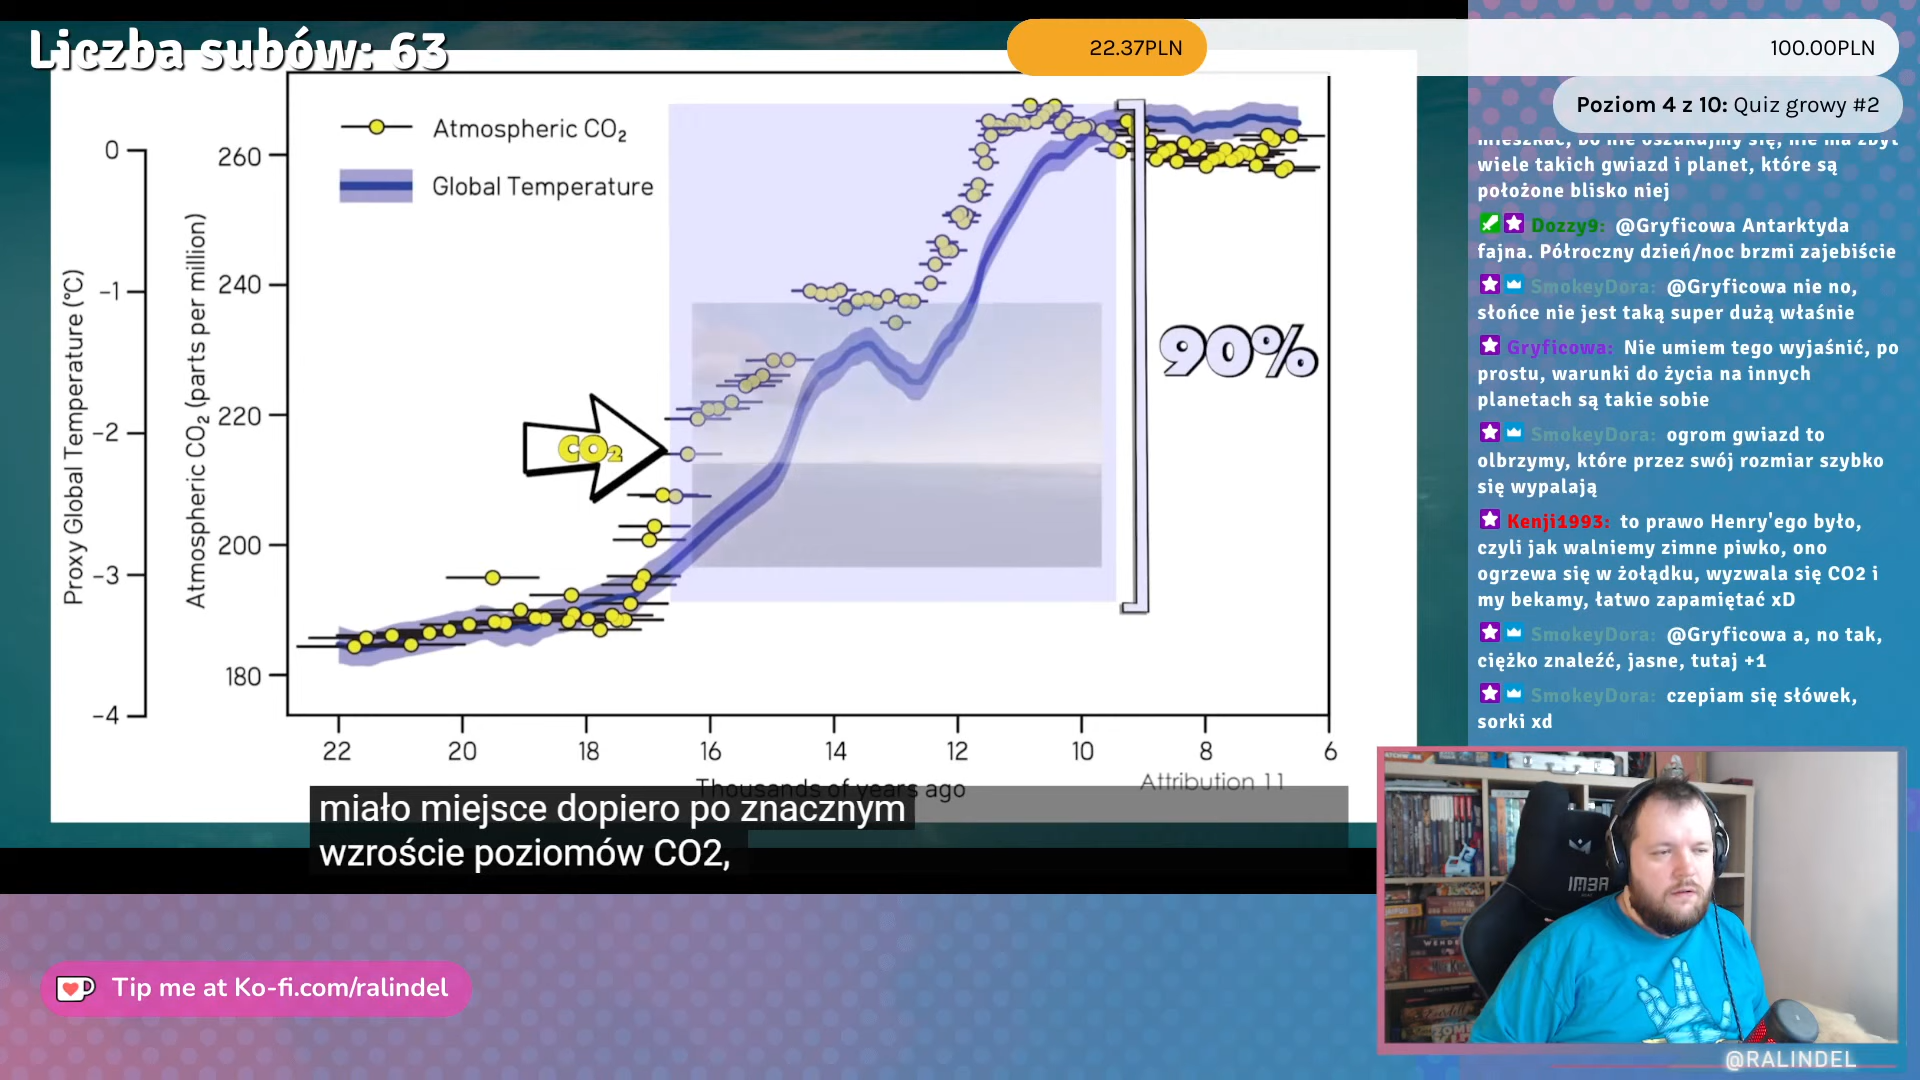 Liczba subów: 63
22.37PLN
100.00PLN
Poziom 4 z 10: Quiz growy #2
Atmospheric CO₂
Global Temperature
Proxy Global Temperature (°C)
0
−1
−2
−3
−4
Atmospheric CO₂ (parts per million)
260
240
220
200
180
CO₂
90%
22 20 18 16 14 12 10 8 6
Thousands of years ago
Attribution 11
miało miejsce dopiero po znacznym
wzroście poziomów CO2,
mieszkać, bo nie oszukujmy się, nie ma zbyt
wiele takich gwiazd i planet, które są
położone blisko niej
Dozzy9: @Gryficowa Antarktyda
fajna. Półroczny dzień/noc brzmi zajebiście
SmokeyDora: @Gryficowa nie no,
słońce nie jest taką super dużą właśnie
Gryficowa: Nie umiem tego wyjaśnić, po
prostu, warunki do życia na innych
planetach są takie sobie
SmokeyDora: ogrom gwiazd to
olbrzymy, które przez swój rozmiar szybko
się wypalają
Kenji1993: to prawo Henry'ego było,
czyli jak walniemy zimne piwko, ono
ogrzewa się w żołądku, wyzwala się CO2 i
my bekamy, łatwo zapamiętać xD
SmokeyDora: @Gryficowa a, no tak,
ciężko znaleźć, jasne, tutaj +1
SmokeyDora: czepiam się słówek,
sorki xd
Tip me at Ko-fi.com/ralindel
@RALINDEL